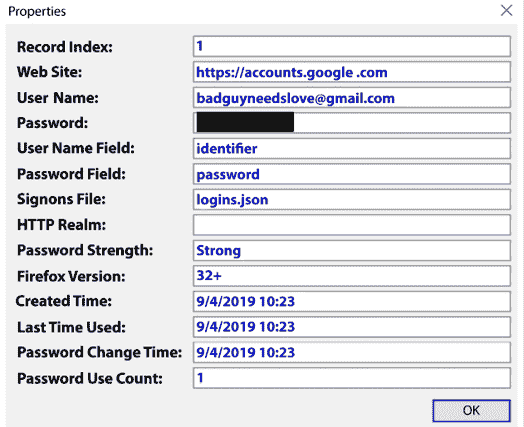 Properties
Record Index: 1
Web Site: https://accounts.google .com
User Name: badguyneedslove@gmail.com
Password:
User Name Field: identifier
Password Field: password
Signons File: logins.json
HTTP Realm:
Password Strength: Strong
Firefox Version: 32+
Created Time: 9/4/2019 10:23
Last Time Used: 9/4/2019 10:23
Password Change Time: 9/4/2019 10:23
Password Use Count: 1
OK